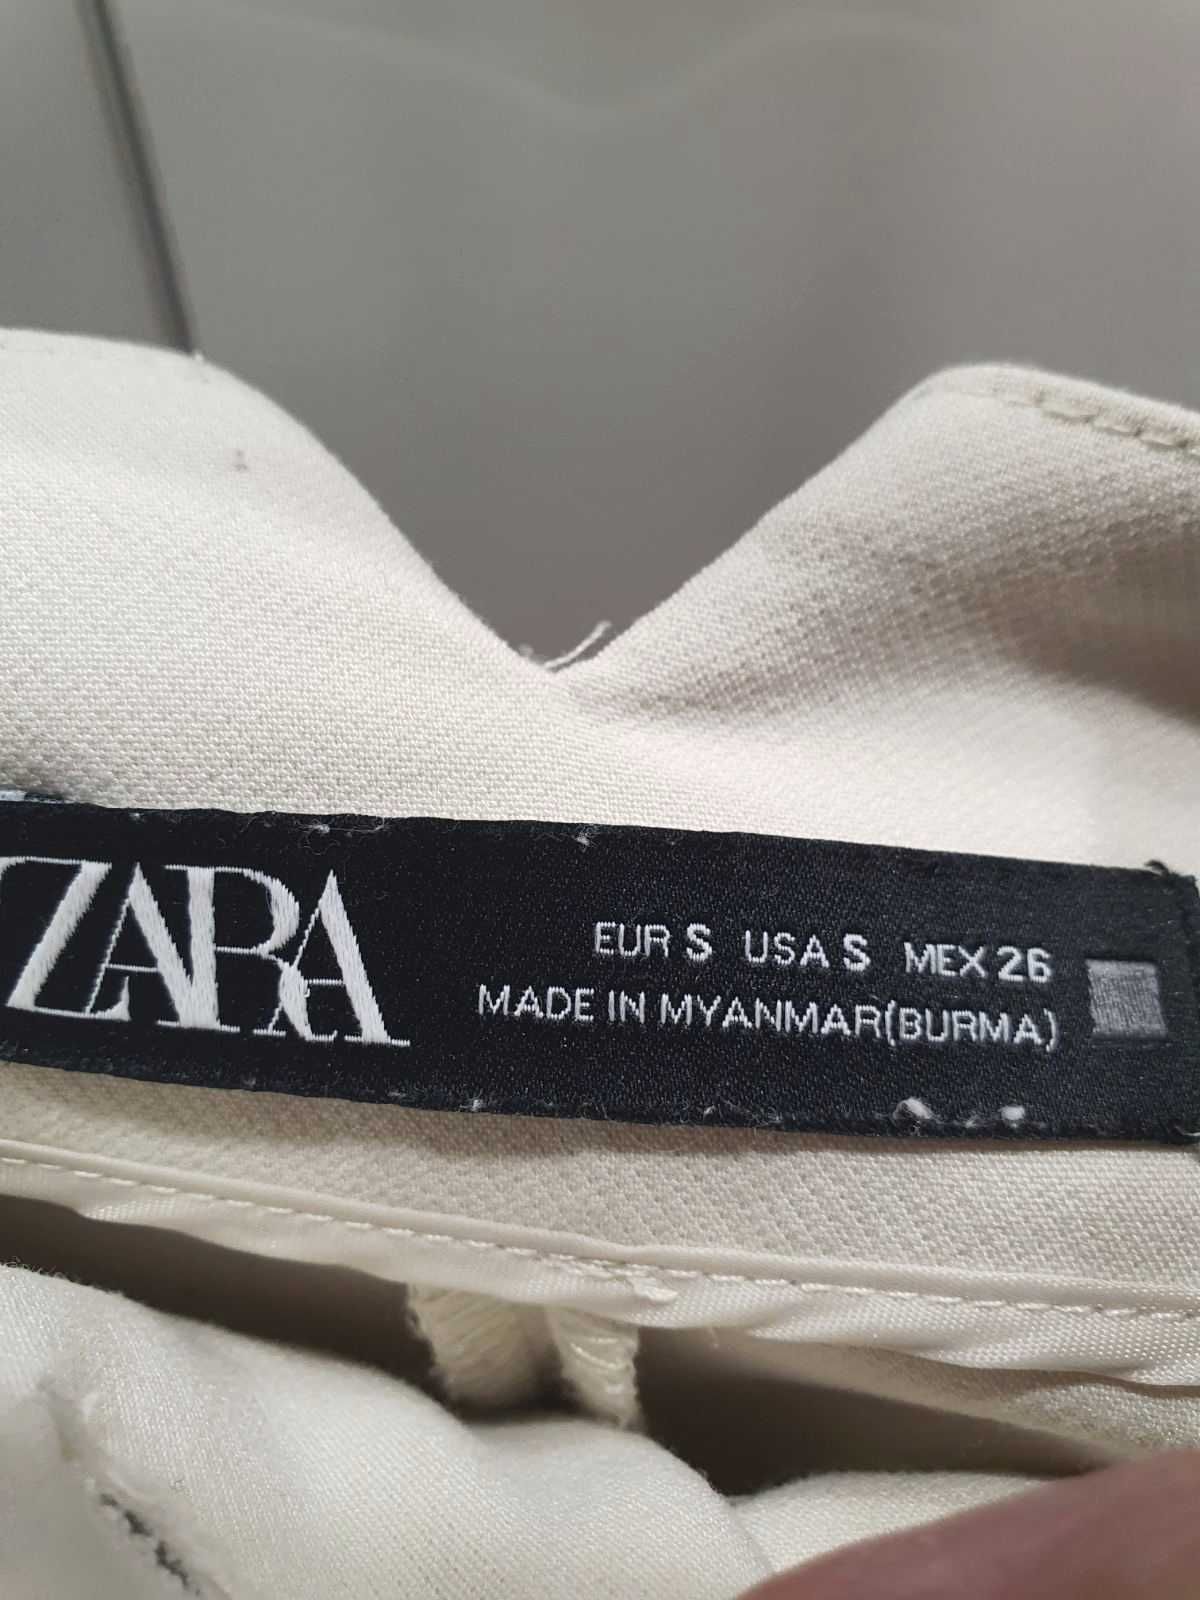 ZARA
EUR S USA S MEX 26
MADE IN MYANMAR(BURMA)